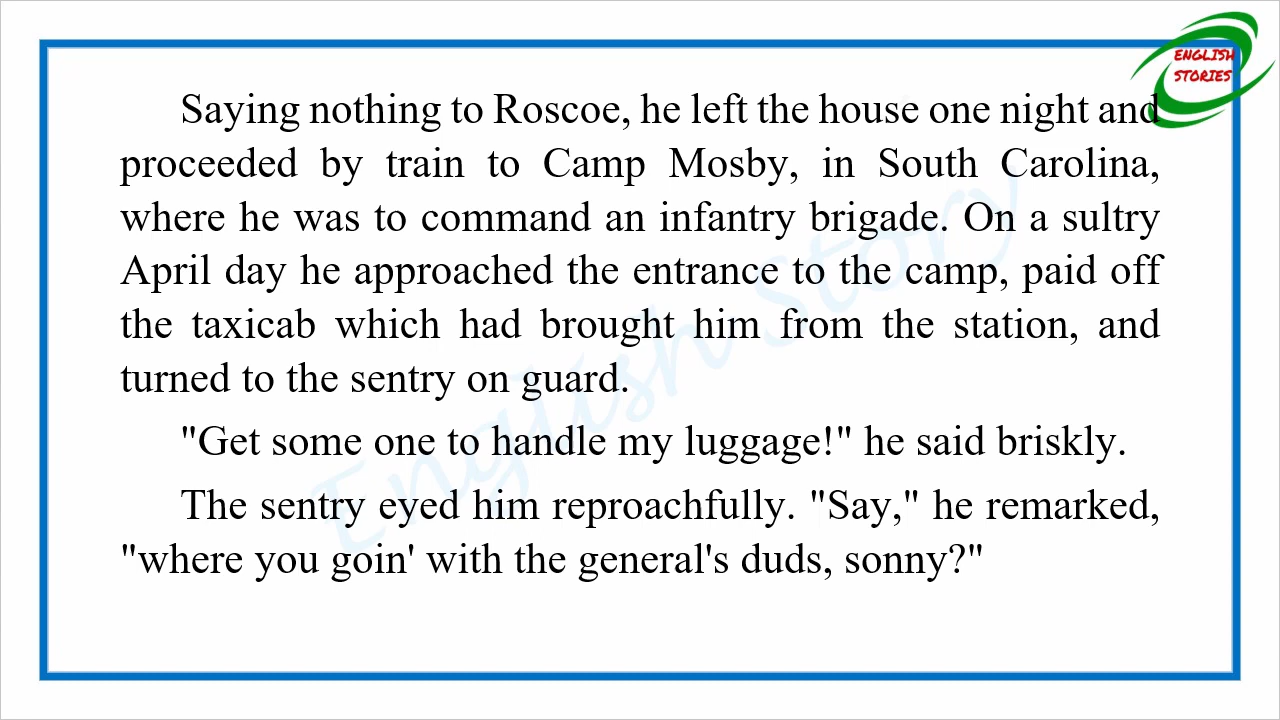 ENGLISH
STORIES
Saying nothing to Roscoe, he left the house one night and
proceeded by train to Camp Mosby, in South Carolina,
where he was to command an infantry brigade. On a sultry
April day he approached the entrance to the camp, paid off
the taxicab which had brought him from the station, and
turned to the sentry on guard.
"Get some one to handle my luggage!" he said briskly.
The sentry eyed him reproachfully. "Say," he remarked,
"where you goin' with the general's duds, sonny?"
English Story